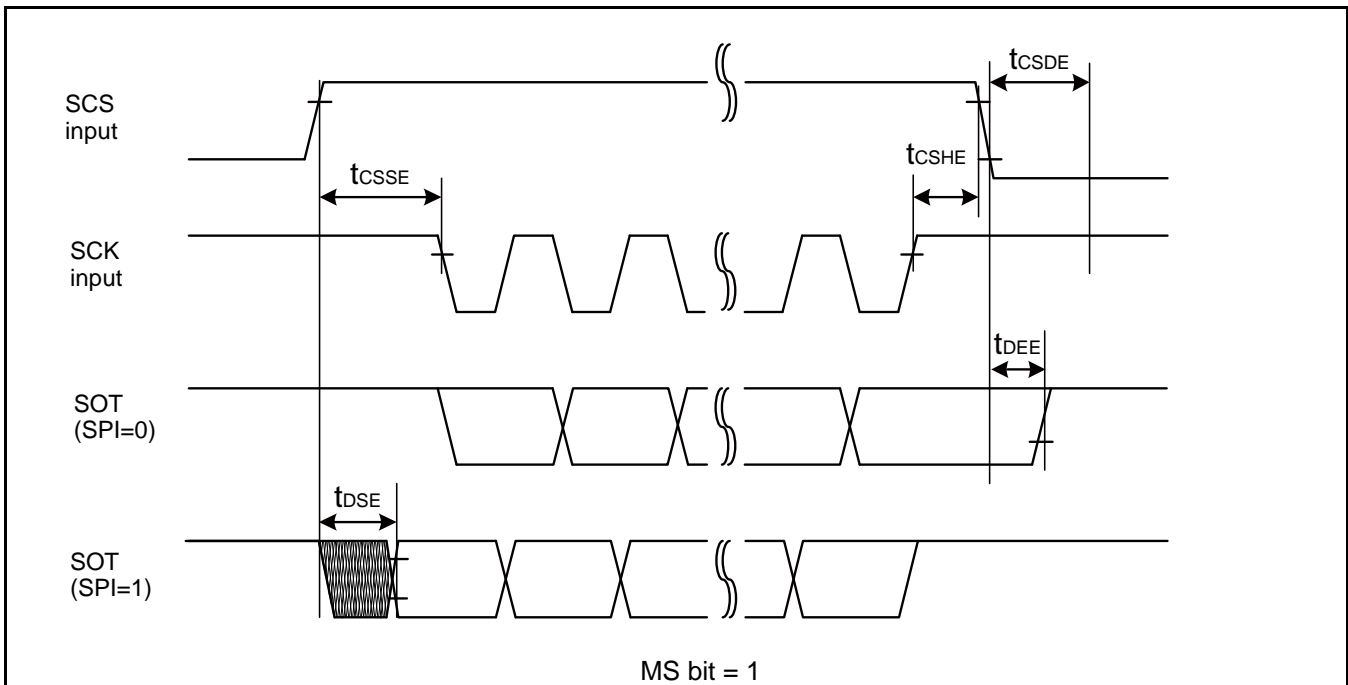 tCSDE
SCS
input
tCSHE
tCSSE
SCK
input
tDEE
SOT
(SPI=0)
tDSE
SOT
(SPI=1)
MS bit = 1